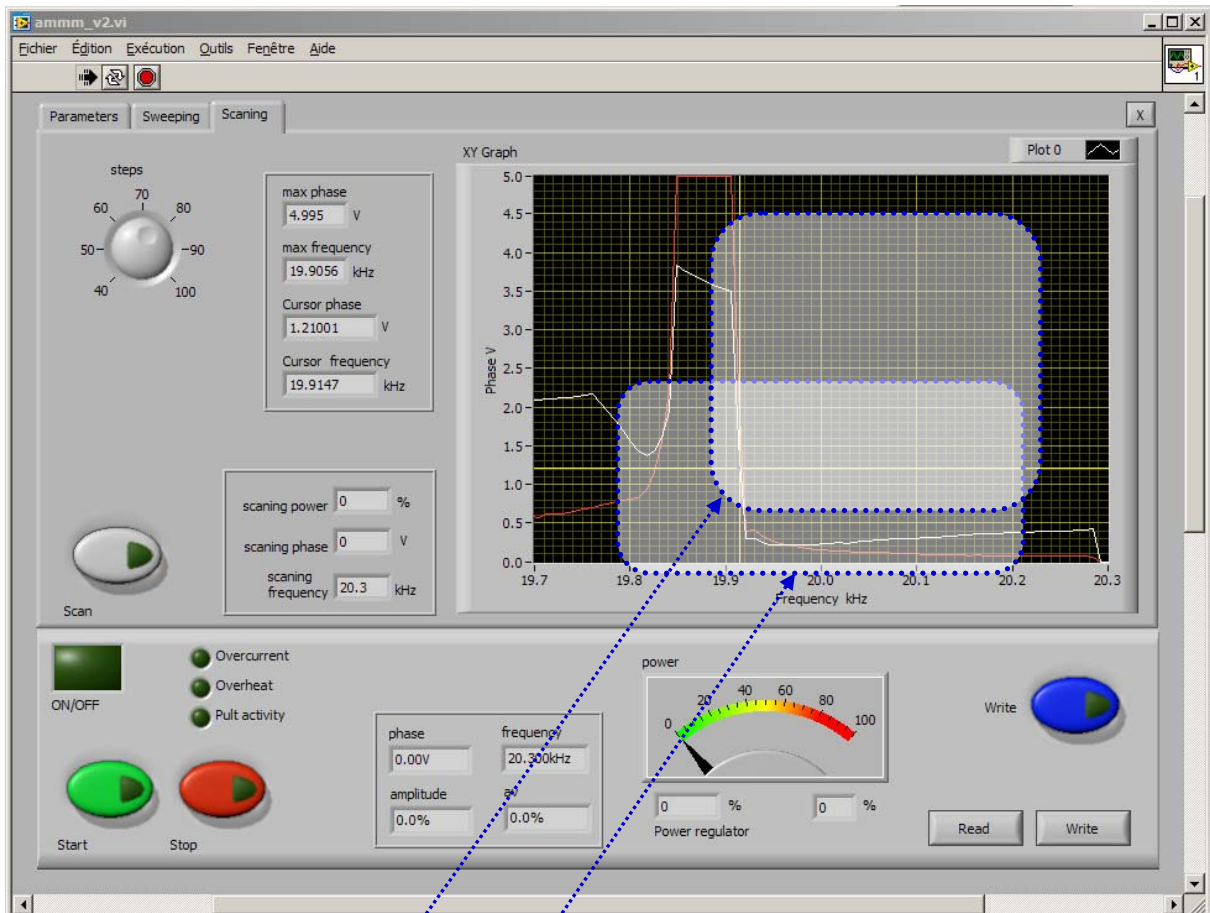 ammm_v2.vi
Fichier Édition Exécution Outils Fenêtre Aide
1
Parameters Sweeping Scaning X
steps
40 50 60 70 80 90 100
max phase
4.995 V
max frequency
19.9056 kHz
Cursor phase
1.21001 V
Cursor frequency
19.9147 kHz
scaning power 0 %
scaning phase 0 V
scaning
frequency 20.3 kHz
Scan
XY Graph
Plot 0
Phase V
5.0
4.5
4.0
3.5
3.0
2.5
2.0
1.5
1.0
0.5
0.0
19.7 19.8 19.9 20.0 20.1 20.2 20.3
Frequency kHz
ON/OFF
Overcurrent
Overheat
Pult activity
Start
Stop
phase
0.00V
frequency
20.300kHz
amplitude
0.0%
0.0%
power
0 20 40 60 80 100
0 %
0 %
Power regulator
Write
Read
Write